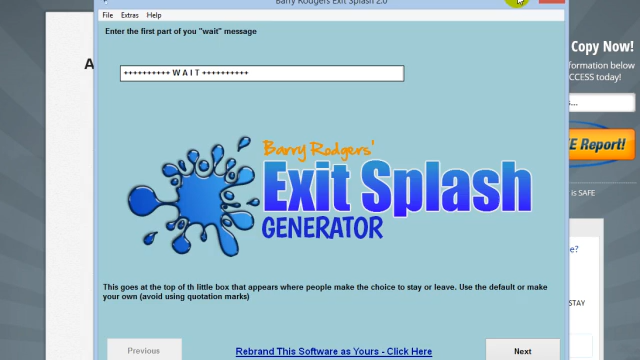 Barry Rodgers Exit Splash 2.0
File Extras Help
Enter the first part of you "wait" message
++++++++++ W A I T ++++++++++
Barry Rodgers'
Exit Splash
GENERATOR
This goes at the top of th little box that appears where people make the choice to stay or leave. Use the default or make
your own (avoid using quotation marks)
Previous
Rebrand This Software as Yours - Click Here
Next
A
Copy Now!
formation below
CCESS today!
s...
E Report!
is SAFE
e?
STAY